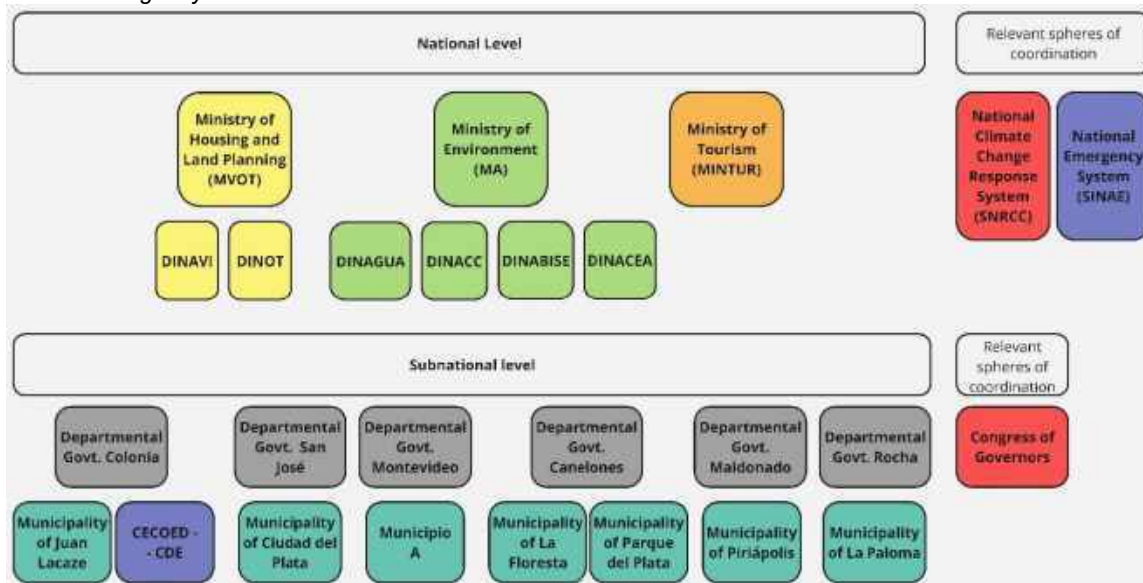 National Level
Relevant spheres of
coordination
Ministry of
Housing and
Land Planning
(MVOT)
Ministry of
Environment
(MA)
Ministry of
Tourism
(MINTUR)
National
Climate
Change
Response
System
(SNRCC)
National
Emergency
System
(SINAE)
DINAVI
DINOT
DINAGUA
DINACC
DINABISE
DINACEA
Subnational level
Relevant
spheres of
coordination
Departmental
Govt. Colonia
Departmental
Govt. San
José
Departmental
Govt.
Montevideo
Departmental
Govt.
Canelones
Departmental
Govt.
Maldonado
Departmental
Govt. Rocha
Congress of
Governors
Municipality
of Juan
Lacaze
CECOED -
- CDE
Municipality
of Ciudad del
Plata
Municipio
A
Municipality
of La
Floresta
Municipality
of Parque
del Plata
Municipality
of Piriápolis
Municipality
of La Paloma